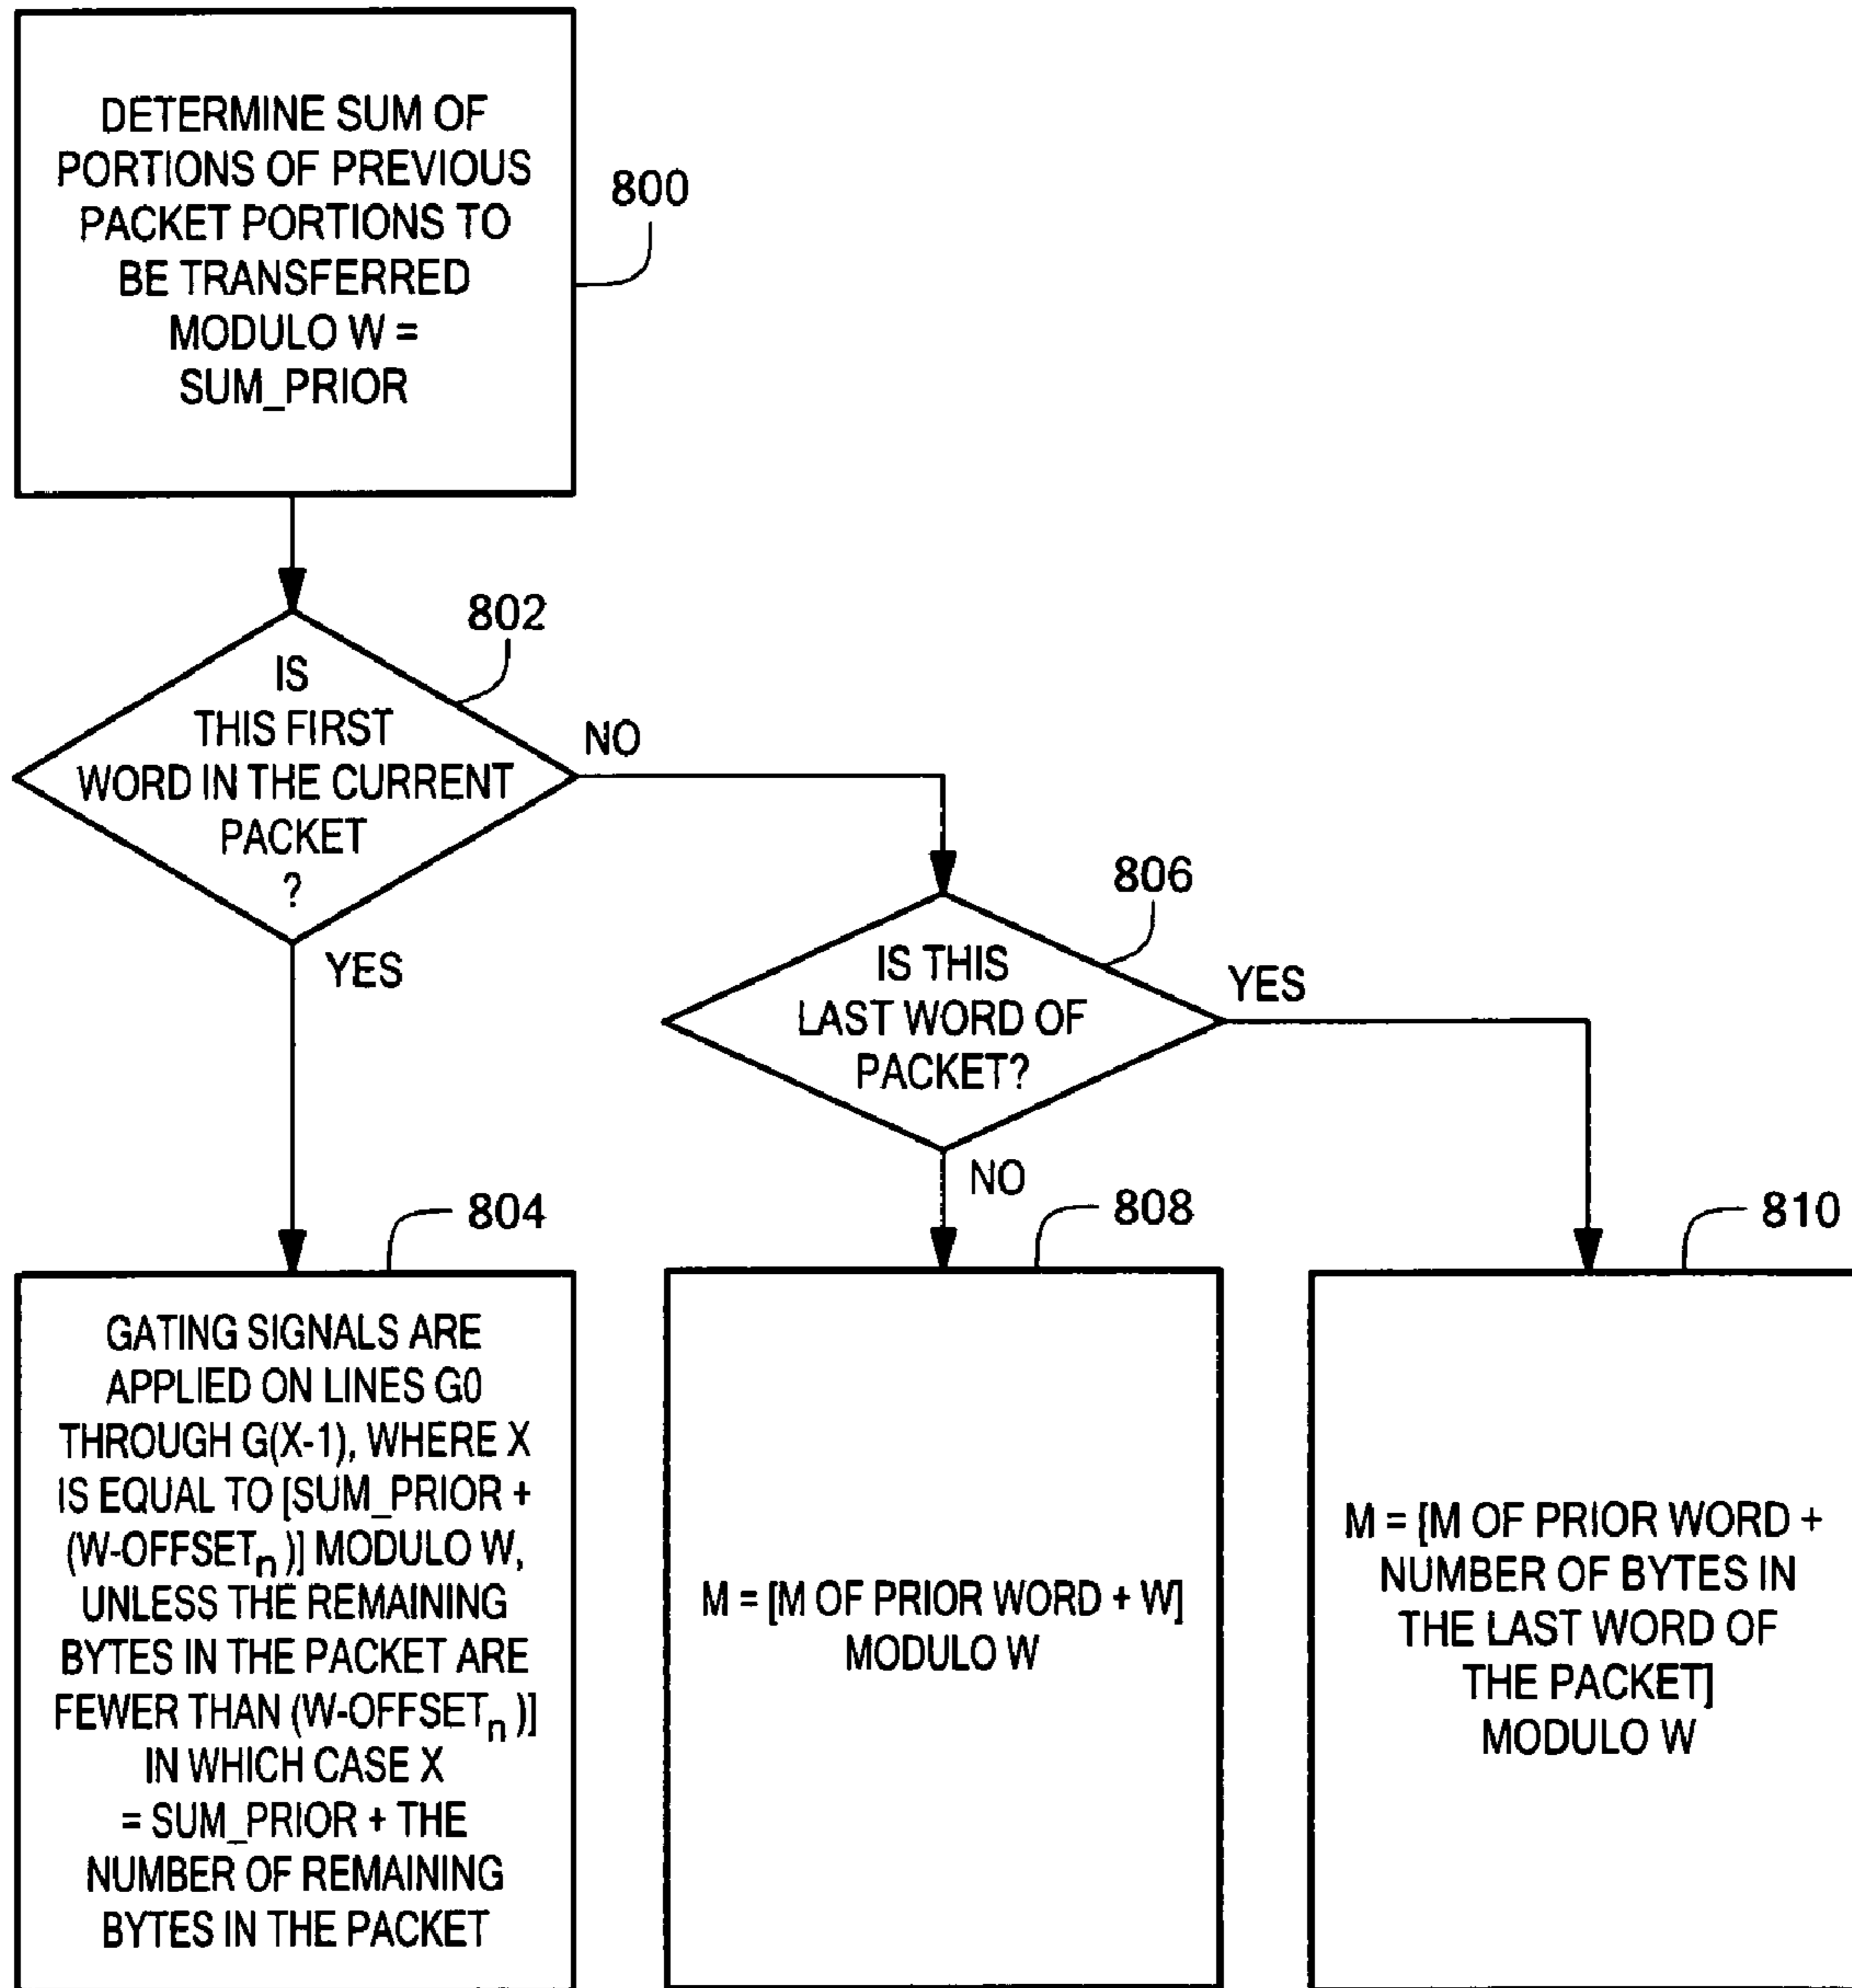 DETERMINE SUM OF
PORTIONS OF PREVIOUS
PACKET PORTIONS TO
BE TRANSFERRED
MODULO W =
SUM_PRIOR
800
802
IS
THIS FIRST
WORD IN THE CURRENT
PACKET
?
NO
YES
806
IS THIS
LAST WORD OF
PACKET?
YES
NO
804
GATING SIGNALS ARE
APPLIED ON LINES G0
THROUGH G(X-1), WHERE X
IS EQUAL TO [SUM_PRIOR +
(W-OFFSETn)] MODULO W,
UNLESS THE REMAINING
BYTES IN THE PACKET ARE
FEWER THAN (W-OFFSETn)]
IN WHICH CASE X
= SUM_PRIOR + THE
NUMBER OF REMAINING
BYTES IN THE PACKET
808
M = [M OF PRIOR WORD + W]
MODULO W
810
M = [M OF PRIOR WORD +
NUMBER OF BYTES IN
THE LAST WORD OF
THE PACKET]
MODULO W